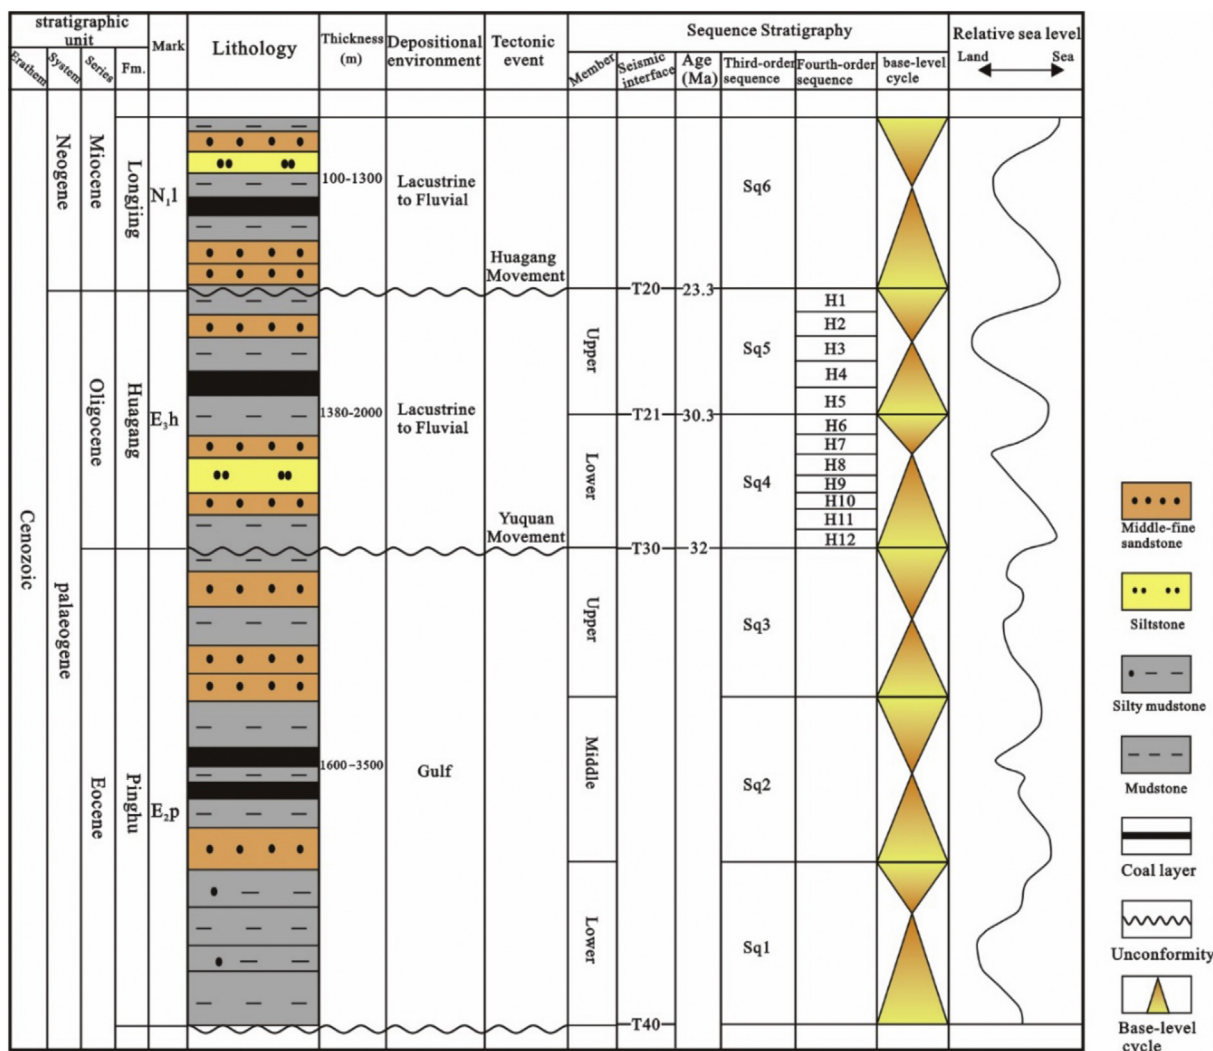 stratigraphic
unit
Erathem
System
Series
Fm.
Mark
Lithology
Thickness
(m)
Depositional
environment
Tectonic
event
Sequence Stratigraphy
Member
Seismic
interface
Age
(Ma)
Third-order
sequence
Fourth-order
sequence
base-level
cycle
Relative sea level
Land
Sea
Cenozoic
Neogene
palaeogene
Miocene
Oligocene
Eocene
Longjing
Huagang
Pinghu
N₁l
E₃h
E₂p
100-1300
1380-2000
1600-3500
Lacustrine
to Fluvial
Lacustrine
to Fluvial
Gulf
Huagang
Movement
Yuquan
Movement
Upper
Lower
Upper
Middle
Lower
T20
T21
T30
T40
23.3
30.3
32
Sq6
Sq5
Sq4
Sq3
Sq2
Sq1
H1
H2
H3
H4
H5
H6
H7
H8
H9
H10
H11
H12
Middle-fine
sandstone
Siltstone
Silty mudstone
Mudstone
Coal layer
Unconformity
Base-level
cycle